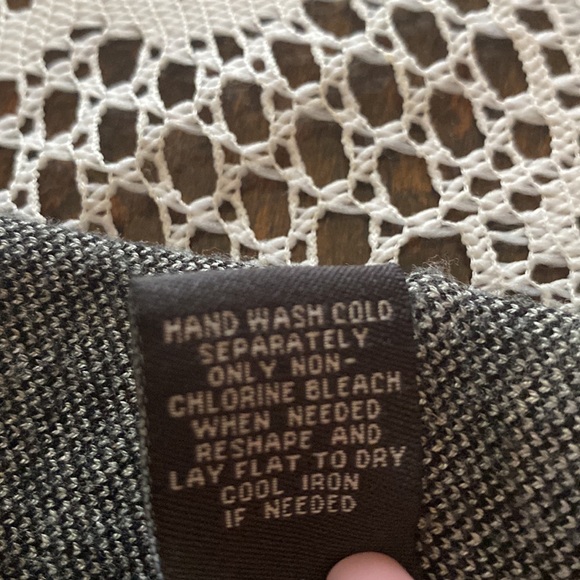 HAND WASH COLD
SEPARATELY
ONLY NON-
CHLORINE BLEACH
WHEN NEEDED
RESHAPE AND
LAY FLAT TO DRY
COOL IRON
IF NEEDED